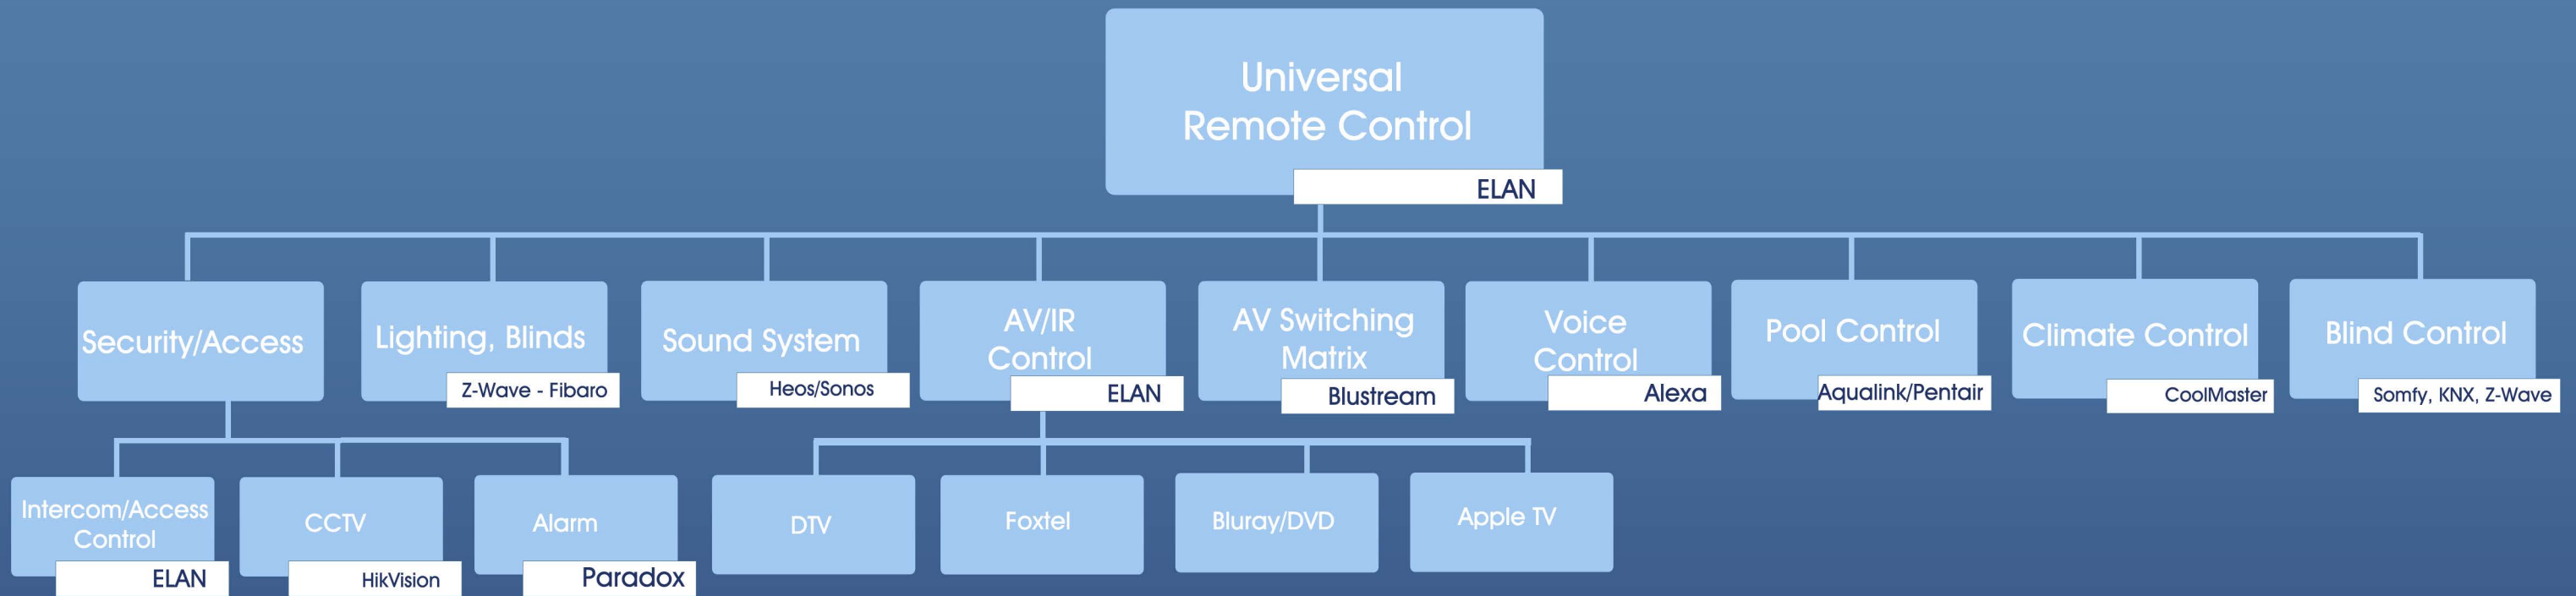 Universal
Remote Control
ELAN
Security/Access
Lighting, Blinds
Z-Wave - Fibaro
Sound System
Heos/Sonos
AV/IR
Control
ELAN
AV Switching
Matrix
Blustream
Voice
Control
Alexa
Pool Control
Aqualink/Pentair
Climate Control
CoolMaster
Blind Control
Somfy, KNX, Z-Wave
Intercom/Access
Control
ELAN
CCTV
HikVision
Alarm
Paradox
DTV
Foxtel
Bluray/DVD
Apple TV